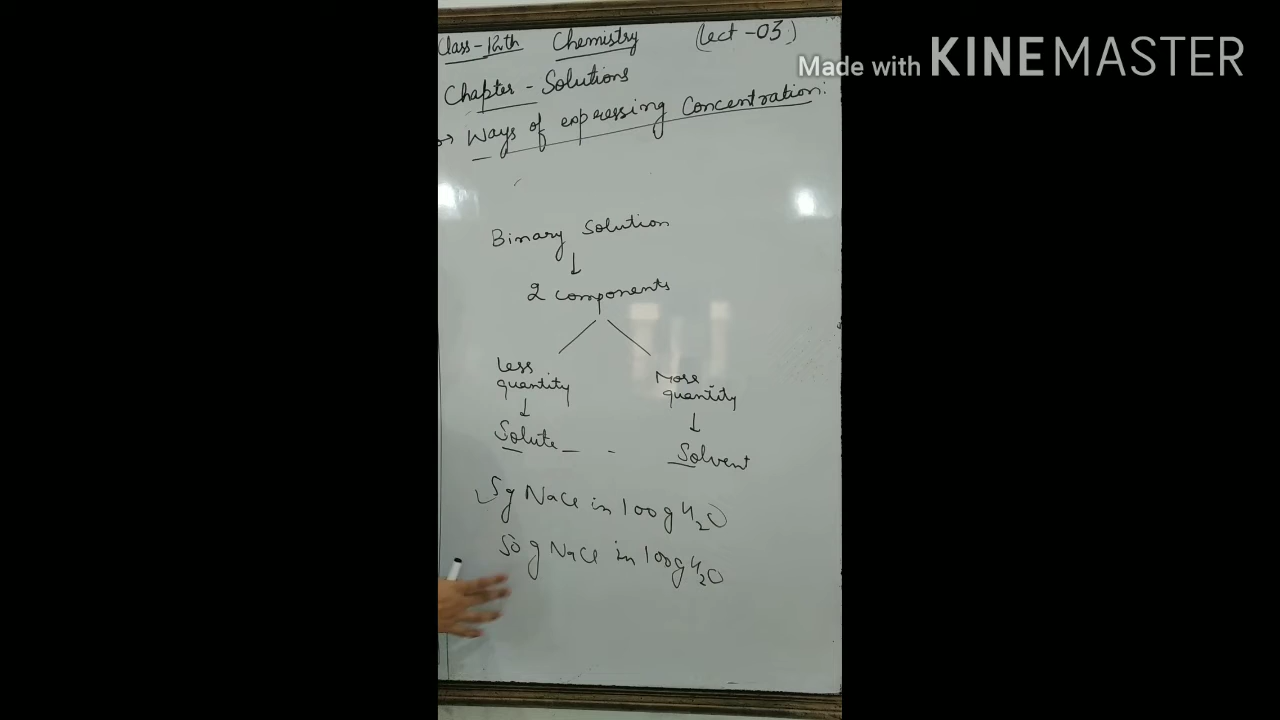 Class-12th Chemistry (Lect-03)
Made with KINEMASTER
Chapter - Solutions
→ Ways of expressing Concentration:
Binary Solution
↓
2 components
Less quantity
More quantity
↓ ↓
Solute
Solvent
5g NaCl in 100g H₂O
50 g NaCl in 100g H₂O